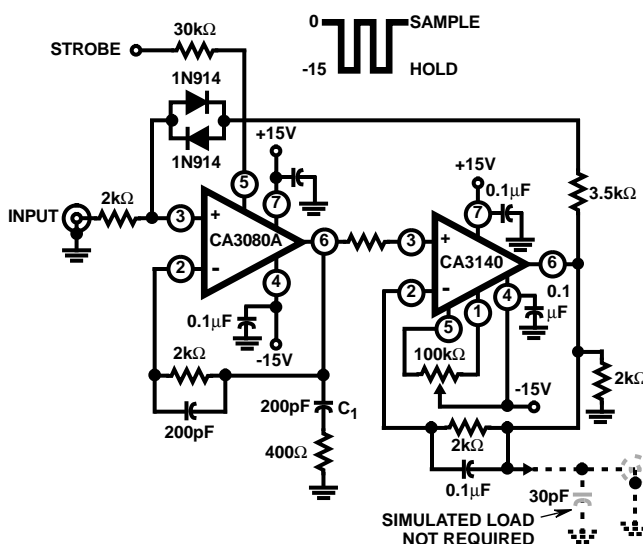 30kΩ
0
SAMPLE
STROBE
-15
HOLD
1N914
1N914
+15V
+15V
5
7
0.1µF
7
3.5kΩ
2kΩ
INPUT
3
+
CA3080A
6
3
+
CA3140
6
2
-
4
2
-
4
0.1
µF
5
1
0.1µF
-15V
100kΩ
-15V
2kΩ
2kΩ
200pF
200pF
C1
2kΩ
400Ω
0.1µF
30pF
SIMULATED LOAD
NOT REQUIRED